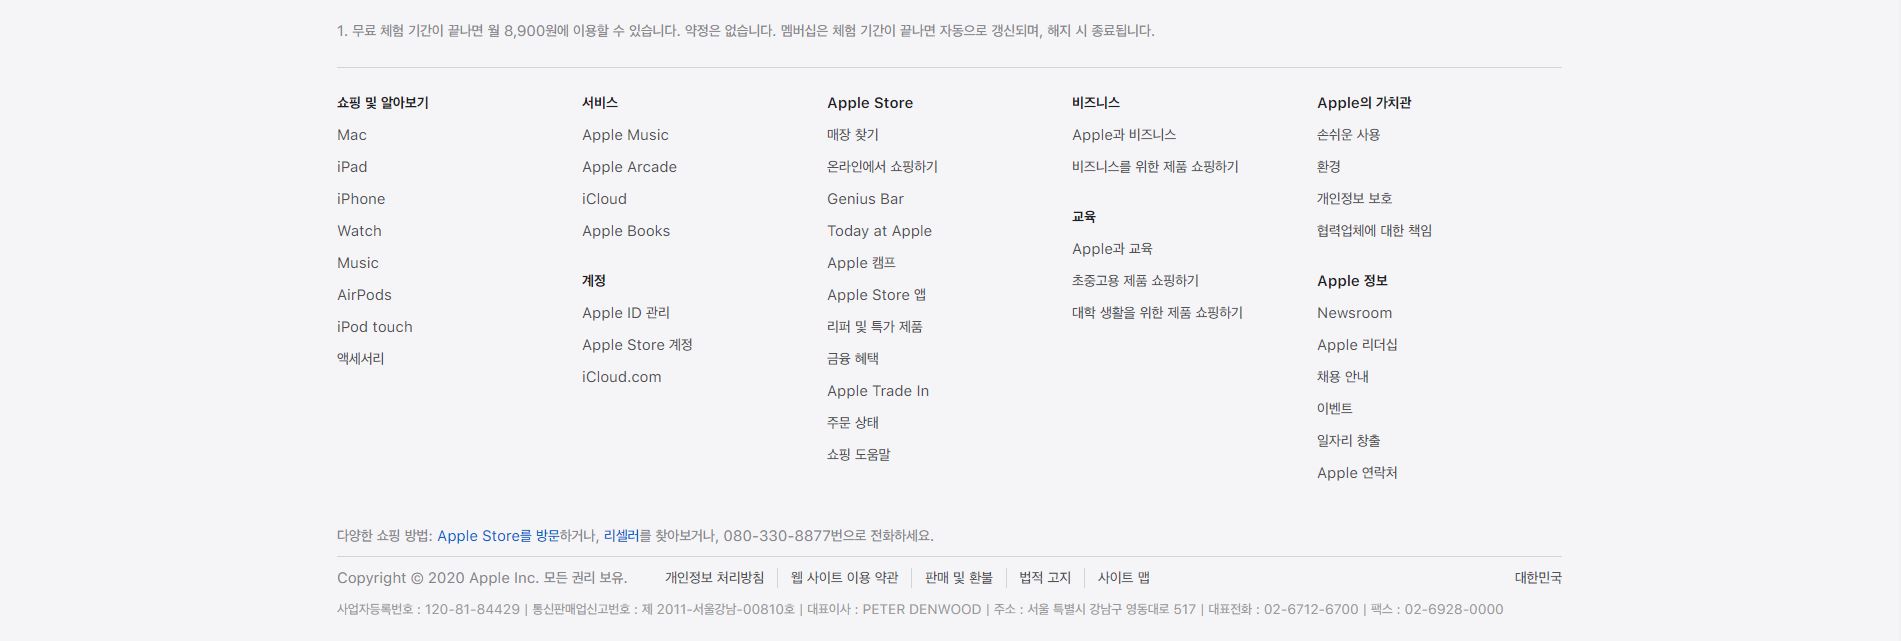 1. 무료 체험 기간이 끝나면 월 8,900원에 이용할 수 있습니다. 약정은 없습니다. 멤버십은 체험 기간이 끝나면 자동으로 갱신되며, 해지 시 종료됩니다.
쇼핑 및 알아보기
Mac
iPad
iPhone
Watch
Music
AirPods
iPod touch
액세서리
서비스
Apple Music
Apple Arcade
iCloud
Apple Books
계정
Apple ID 관리
Apple Store 계정
iCloud.com
Apple Store
매장 찾기
온라인에서 쇼핑하기
Genius Bar
Today at Apple
Apple 캠프
Apple Store 앱
리퍼 및 특가 제품
금융 혜택
Apple Trade In
주문 상태
쇼핑 도움말
비즈니스
Apple과 비즈니스
비즈니스를 위한 제품 쇼핑하기
교육
Apple과 교육
초중고용 제품 쇼핑하기
대학 생활을 위한 제품 쇼핑하기
Apple의 가치관
손쉬운 사용
환경
개인정보 보호
협력업체에 대한 책임
Apple 정보
Newsroom
Apple 리더십
채용 안내
이벤트
일자리 창출
Apple 연락처
다양한 쇼핑 방법: Apple Store를 방문하거나, 리셀러를 찾아보거나, 080-330-8877번으로 전화하세요.
Copyright © 2020 Apple Inc. 모든 권리 보유. 개인정보 처리방침 | 웹 사이트 이용 약관 | 판매 및 환불 | 법적 고지 | 사이트 맵 대한민국
사업자등록번호 : 120-81-84429 | 통신판매업신고번호 : 제 2011-서울강남-00810호 | 대표이사 : PETER DENWOOD | 주소 : 서울 특별시 강남구 영동대로 517 | 대표전화 : 02-6712-6700 | 팩스 : 02-6928-0000